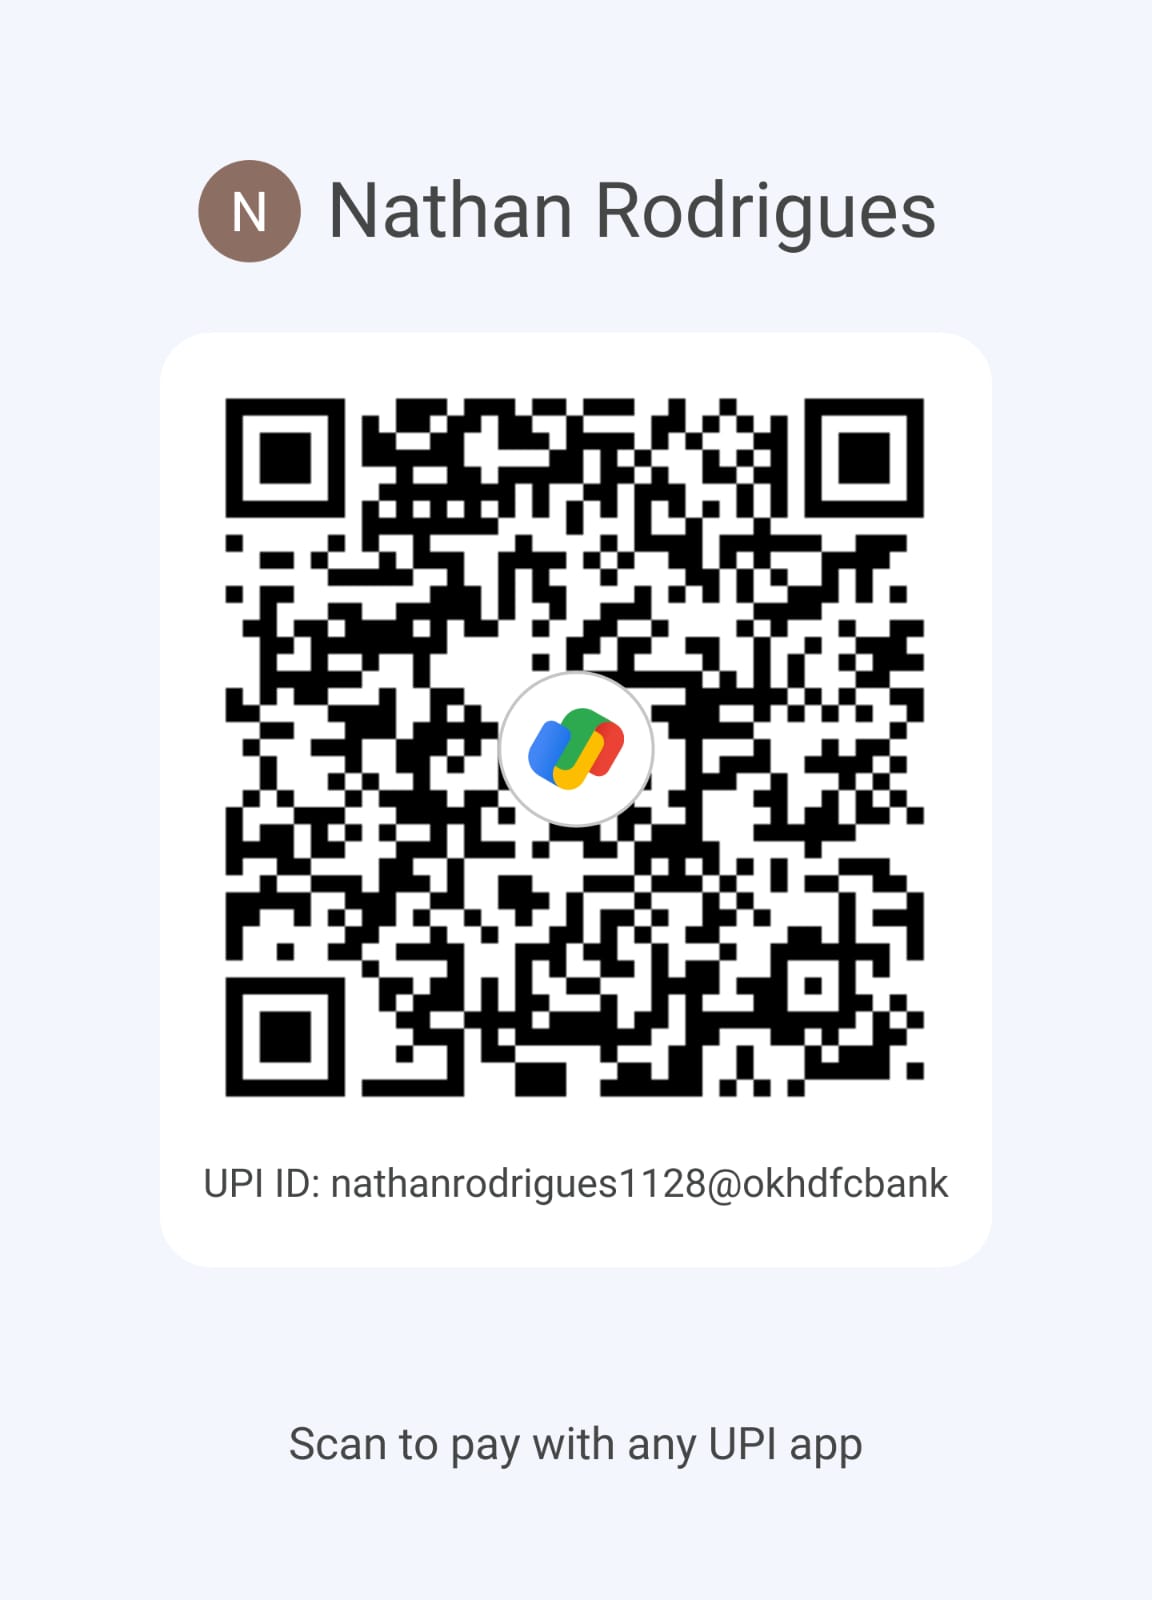 N
Nathan Rodrigues
UPI ID: nathanrodrigues1128@okhdfcbank
Scan to pay with any UPI app